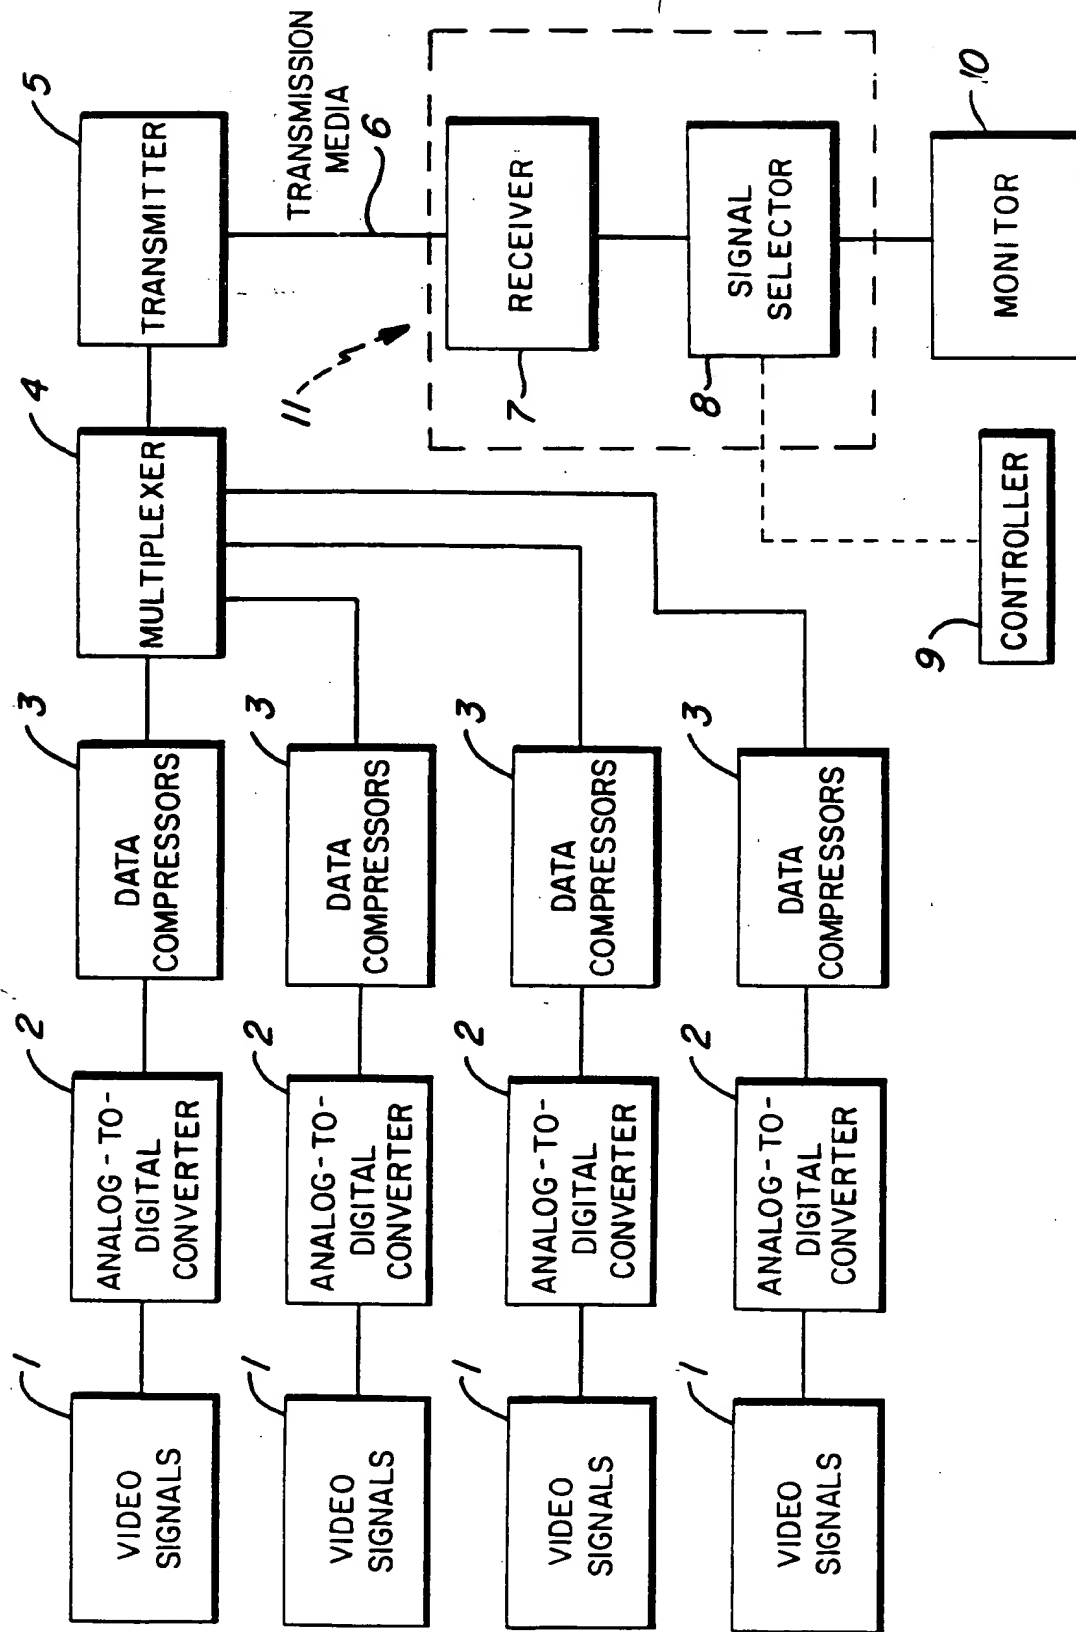 5
TRANSMITTER
TRANSMISSION
MEDIA
6
4
MULTIPLEXER
11
RECEIVER
7
SIGNAL
SELECTOR
8
10
MONITOR
9
CONTROLLER
1
VIDEO
SIGNALS
2
ANALOG-TO-
DIGITAL
CONVERTER
3
DATA
COMPRESSORS
1
VIDEO
SIGNALS
2
ANALOG-TO-
DIGITAL
CONVERTER
3
DATA
COMPRESSORS
1
VIDEO
SIGNALS
2
ANALOG-TO-
DIGITAL
CONVERTER
3
DATA
COMPRESSORS
1
VIDEO
SIGNALS
2
ANALOG-TO-
DIGITAL
CONVERTER
3
DATA
COMPRESSORS